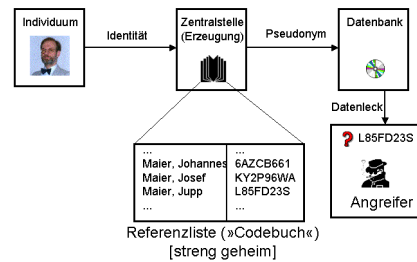 Individuum
Identität
Zentralstelle
(Erzeugung)
Pseudonym
Datenbank
Datenleck
? L85FD23S
Angreifer
... ...
Maier, Johannes 6AZCB661
Maier, Josef KY2P96WA
Maier, Jupp L85FD23S
... ...
Referenzliste (»Codebuch«)
[streng geheim]